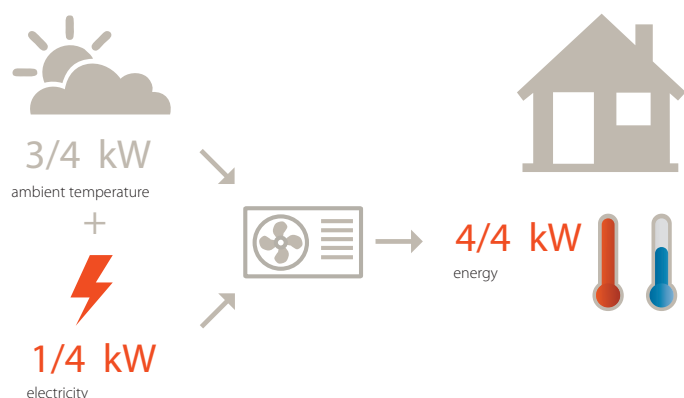 3/4 kW
ambient temperature
+
1/4 kW
electricity
4/4 kW
energy